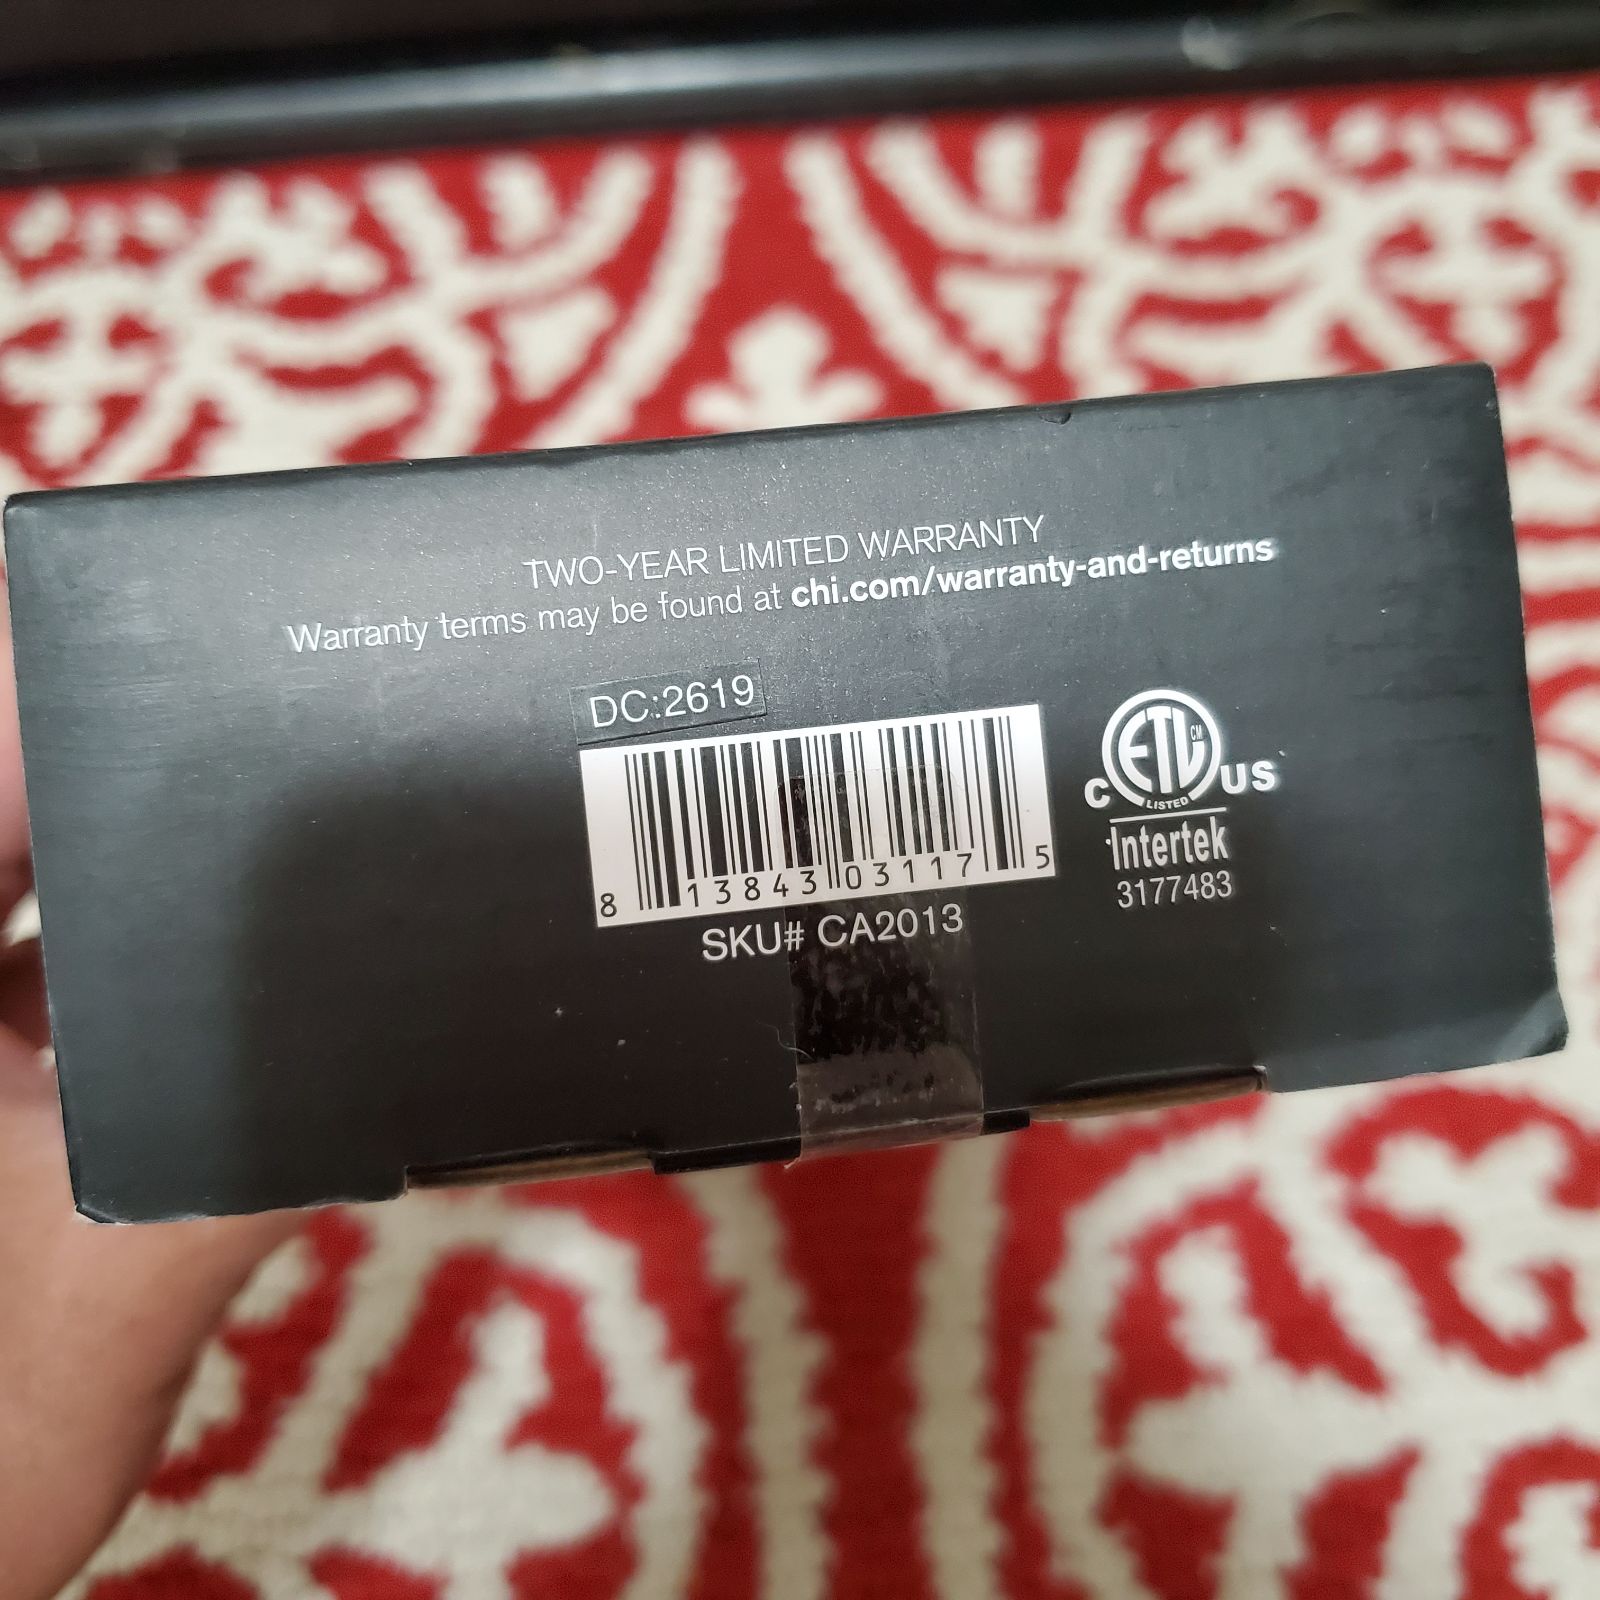 TWO-YEAR LIMITED WARRANTY
Warranty terms may be found at chi.com/warranty-and-returns
DC:2619
8 13843 03117 5
SKU# CA2013
ETL CM
C US
LISTED
Intertek
3177483